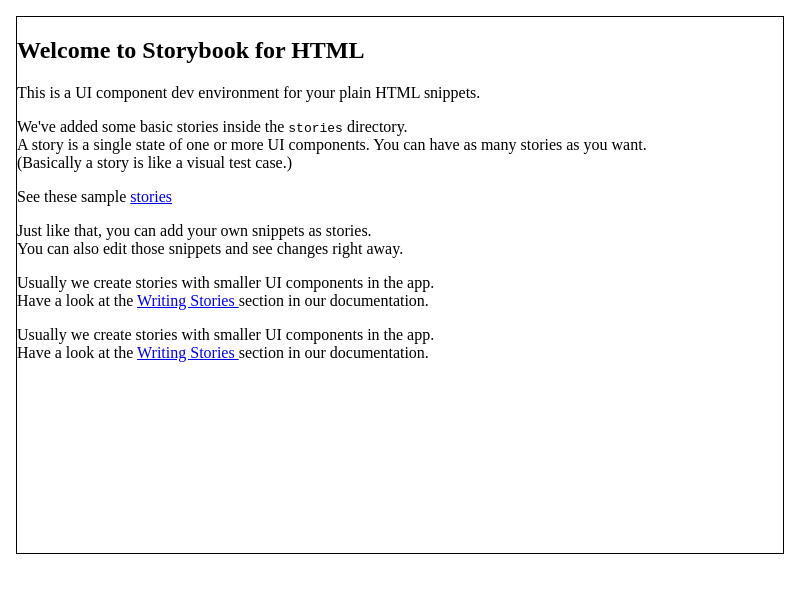 Welcome to Storybook for HTML
This is a UI component dev environment for your plain HTML snippets.
We've added some basic stories inside the stories directory.
A story is a single state of one or more UI components. You can have as many stories as you want.
(Basically a story is like a visual test case.)
See these sample stories
Just like that, you can add your own snippets as stories.
You can also edit those snippets and see changes right away.
Usually we create stories with smaller UI components in the app.
Have a look at the Writing Stories section in our documentation.
Usually we create stories with smaller UI components in the app.
Have a look at the Writing Stories section in our documentation.